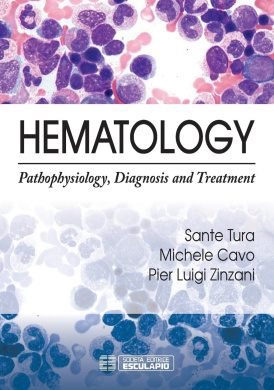 HEMATOLOGY
Pathophysiology, Diagnosis and Treatment
Sante Tura
Michele Cavo
Pier Luigi Zinzani
SOCIETÀ EDITRICE
ESCULAPIO